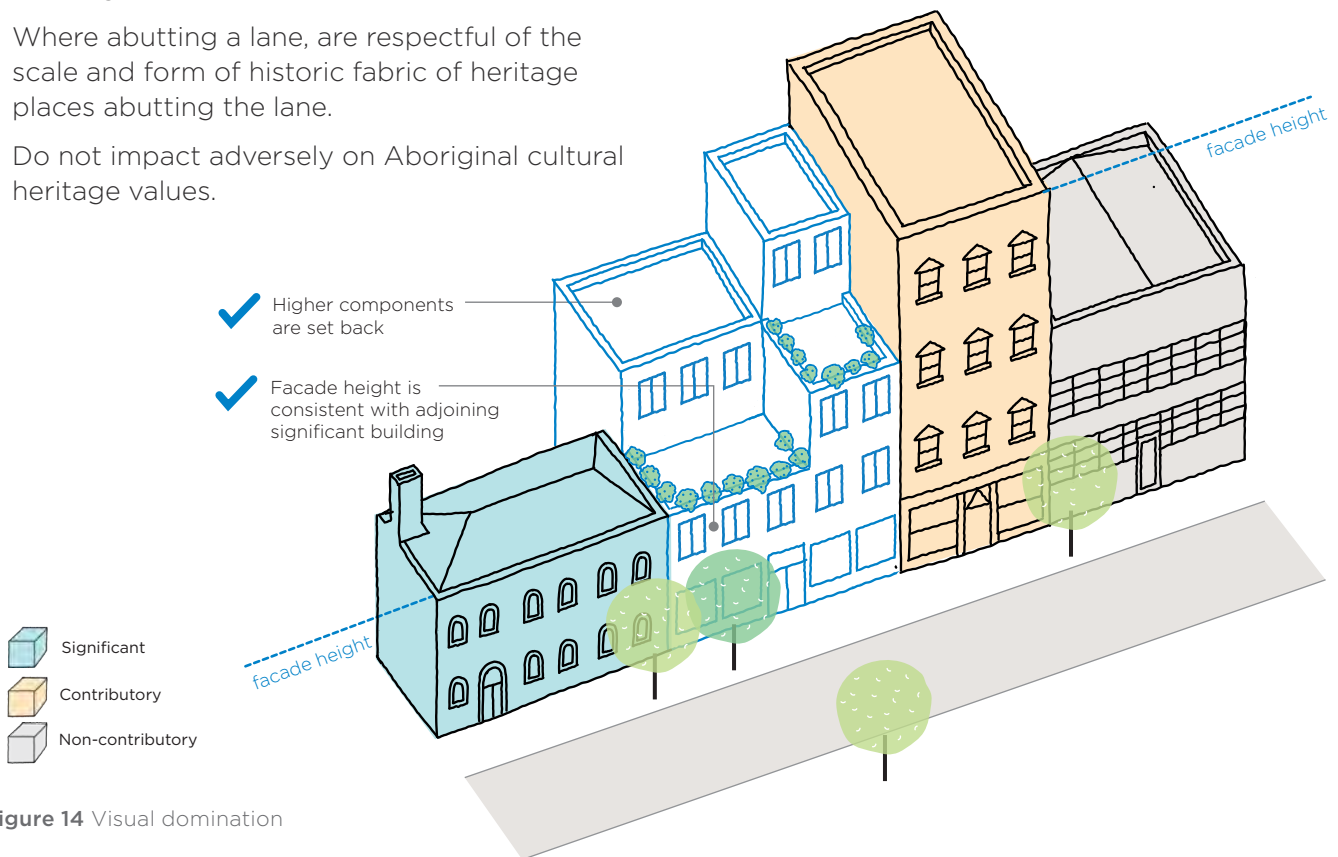 Where abutting a lane, are respectful of the
scale and form of historic fabric of heritage
places abutting the lane.
Do not impact adversely on Aboriginal cultural
heritage values.
facade height
Higher components
are set back
Facade height is
consistent with adjoining
significant building
facade height
Significant
Contributory
Non-contributory
igure 14 Visual domination